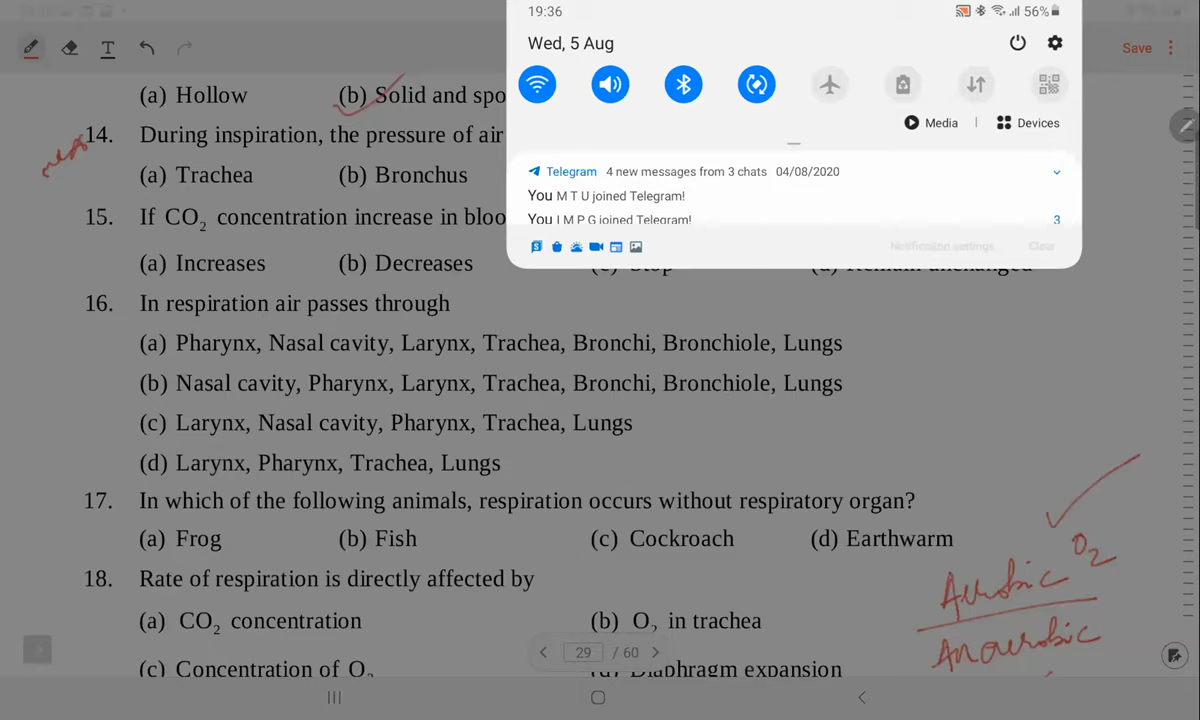 19:36
56%
Wed, 5 Aug
Save
Media | Devices
Telegram 4 new messages from 3 chats 04/08/2020
You M T U joined Telegram!
You I M P G joined Telegram!
3
Notification settings Clear
(a) Hollow (b) Solid and spo
14. During inspiration, the pressure of air
(a) Trachea (b) Bronchus
15. If CO₂ concentration increase in bloo
(a) Increases (b) Decreases (c) Stop (d) Remain unchanged
16. In respiration air passes through
(a) Pharynx, Nasal cavity, Larynx, Trachea, Bronchi, Bronchiole, Lungs
(b) Nasal cavity, Pharynx, Larynx, Trachea, Bronchi, Bronchiole, Lungs
(c) Larynx, Nasal cavity, Pharynx, Trachea, Lungs
(d) Larynx, Pharynx, Trachea, Lungs
17. In which of the following animals, respiration occurs without respiratory organ?
(a) Frog (b) Fish (c) Cockroach (d) Earthwarm
18. Rate of respiration is directly affected by
(a) CO₂ concentration (b) O₂ in trachea
(c) Concentration of O₂ (d) Diaphragm expansion
Aerobic O₂
Anaerobic
29 / 60